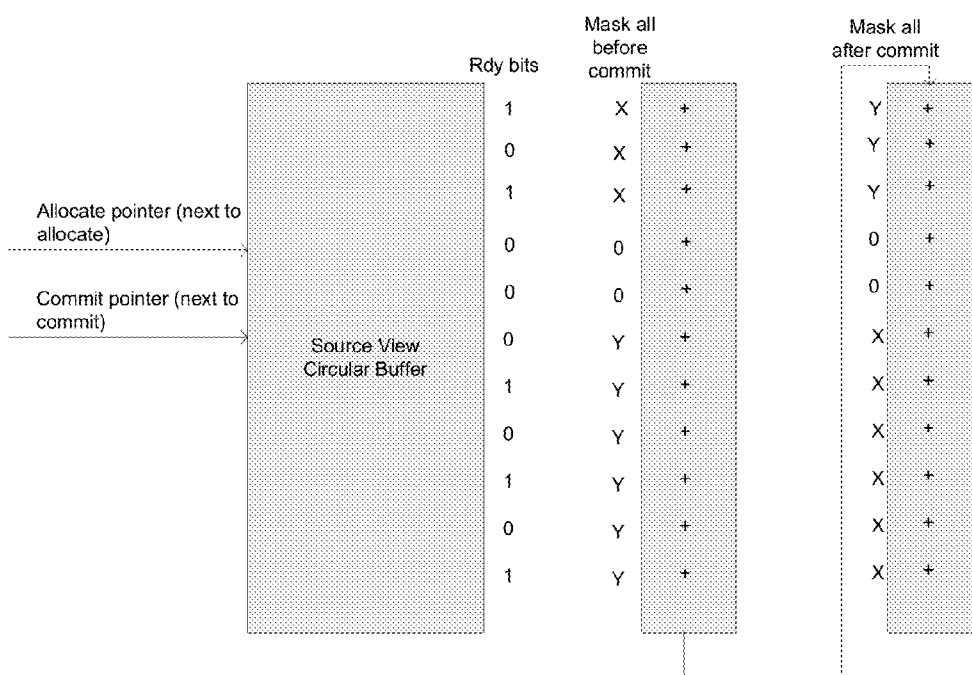 Mask all
before
commit
Mask all
after commit
Rdy bits
1 X + Y +
0 X + Y +
1 X + Y +
Allocate pointer (next to
allocate)
0 0 + 0 +
Commit pointer (next to
commit)
0 0 + 0 +
0 Y + X +
Source View
Circular Buffer
1 Y + X +
0 Y + X +
1 Y + X +
0 Y + X +
1 Y + X +